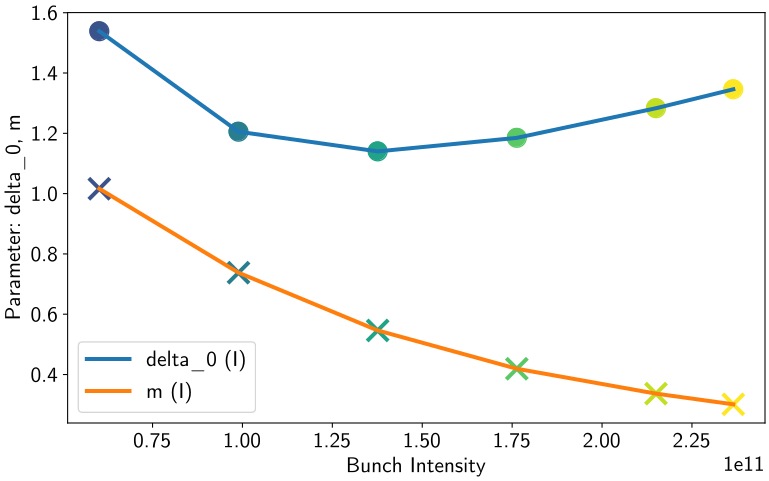 1.6
1.4
1.2
1.0
0.8
0.6
0.4
Parameter: delta_0, m
delta_0 (I)
m (I)
0.75 1.00 1.25 1.50 1.75 2.00 2.25
1e11
Bunch Intensity